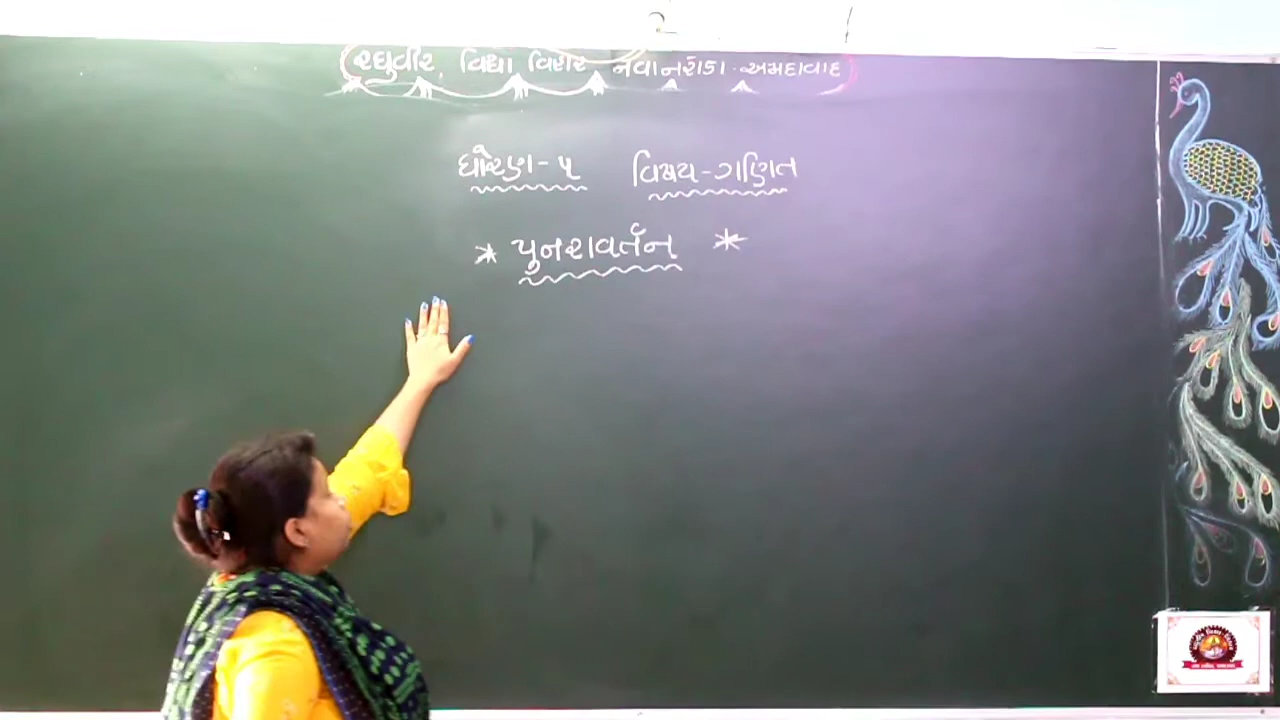 રઘુવીર વિદ્યા વિહાર નવાનરોડા. અમદાવાદ
ધોરણ - ૫ વિષય - ગણિત
* પુનરાવર્તન *